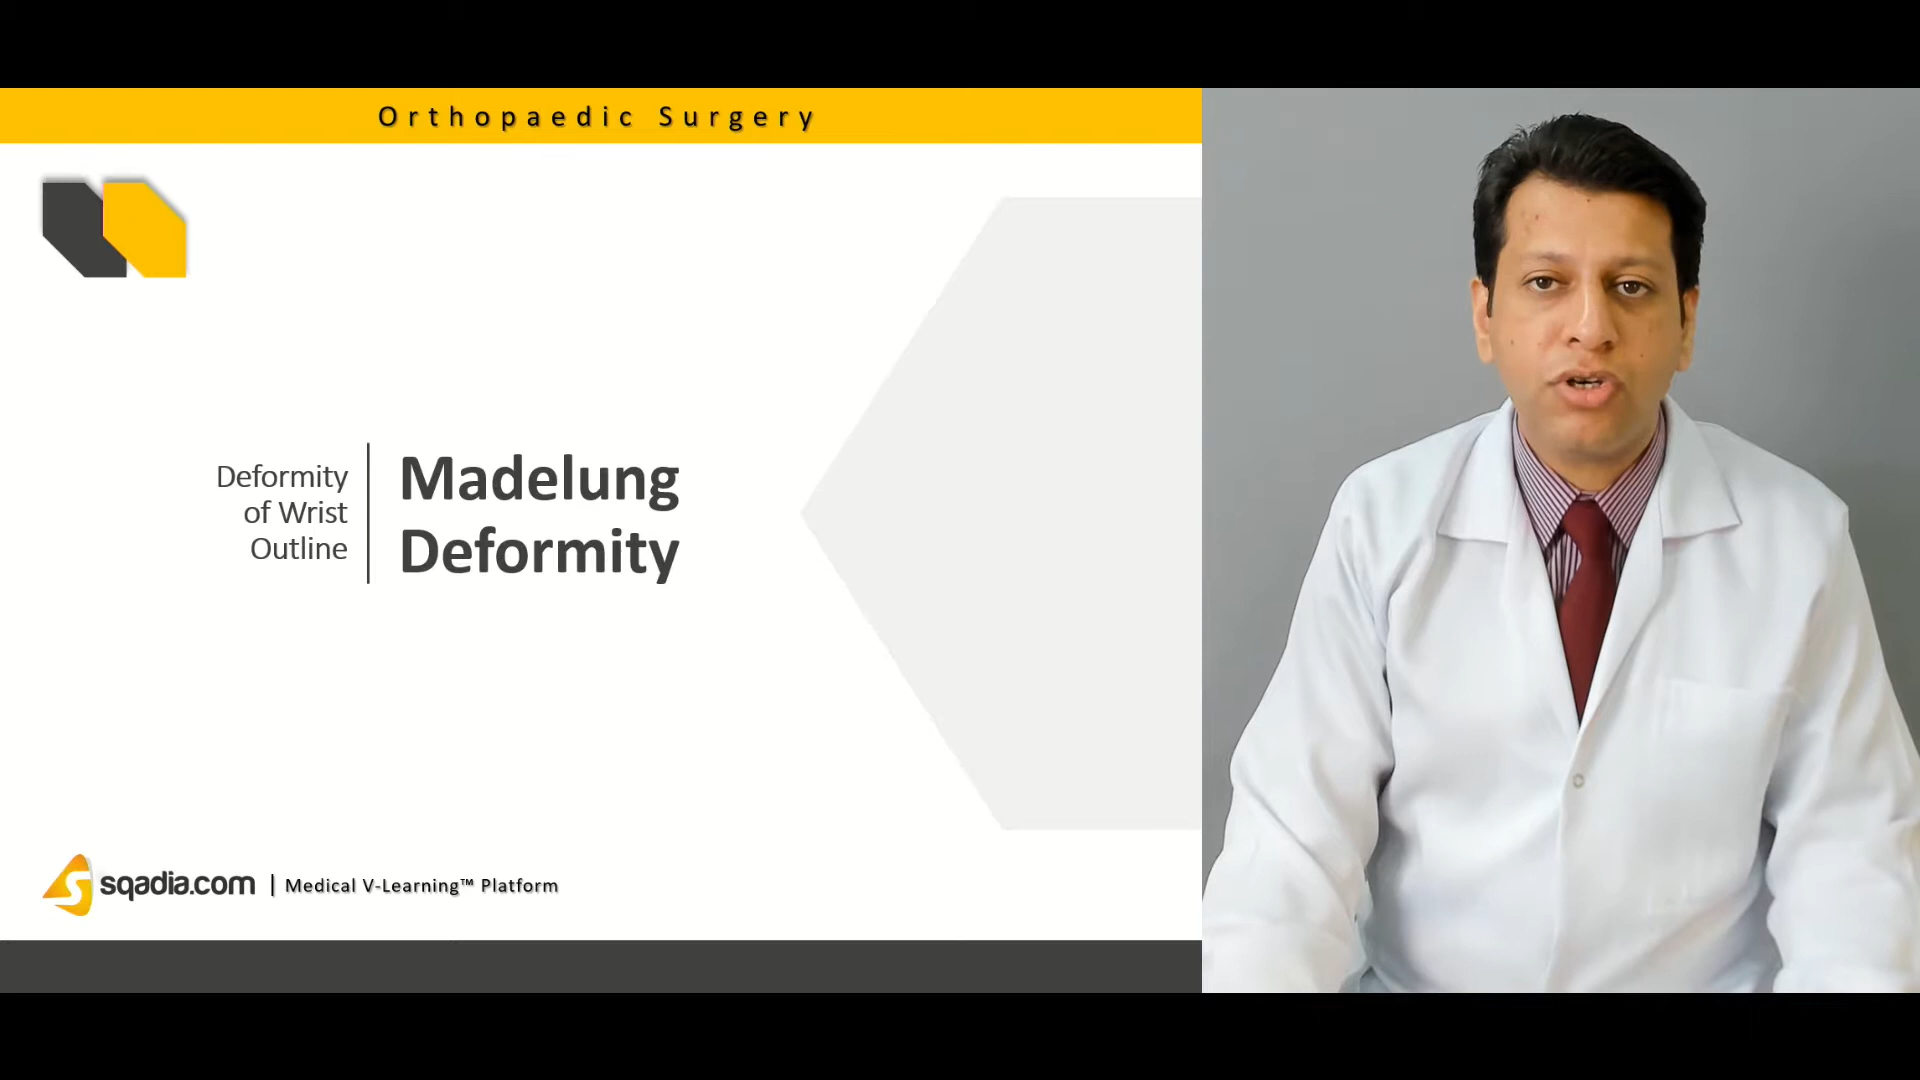 Orthopaedic Surgery
Deformity
of Wrist
Outline
Madelung
Deformity
sqadia.com | Medical V-Learning™ Platform